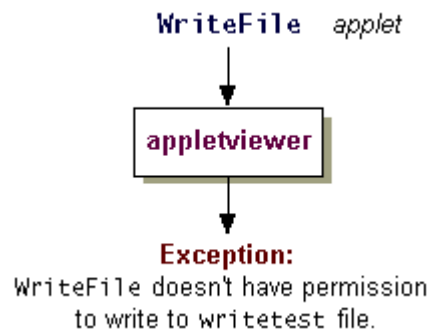 WriteFile applet
appletviewer
Exception:
WriteFile doesn't have permission
to write to writetest file.